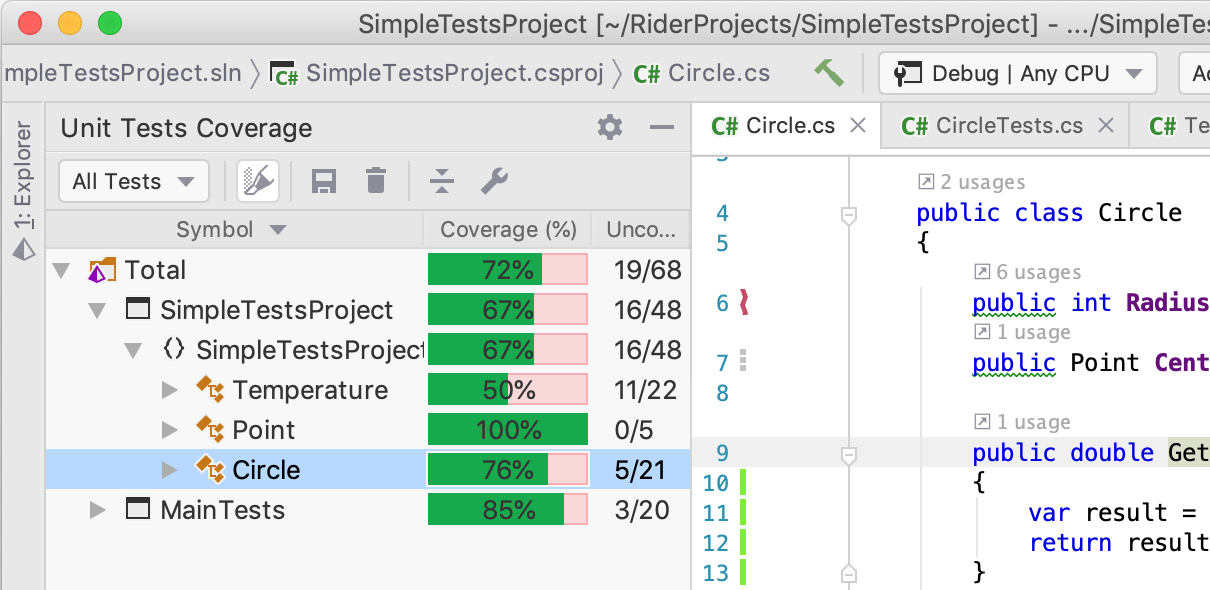 SimpleTestsProject [~/RiderProjects/SimpleTestsProject] - .../SimpleTes
mpleTestsProject.sln
C# SimpleTestsProject.csproj
C# Circle.cs
Debug | Any CPU
1: Explorer
Unit Tests Coverage
All Tests
Symbol Coverage (%) Unco...
Total 72% 19/68
SimpleTestsProject 67% 16/48
SimpleTestsProject 67% 16/48
Temperature 50% 11/22
Point 100% 0/5
Circle 76% 5/21
MainTests 85% 3/20
C# Circle.cs
C# CircleTests.cs
C# Te
2 usages
4 public class Circle
5 {
6 usages
6 public int Radius
1 usage
7 public Point Cent
8
1 usage
9 public double Get
10 {
11 var result =
12 return result
13 }